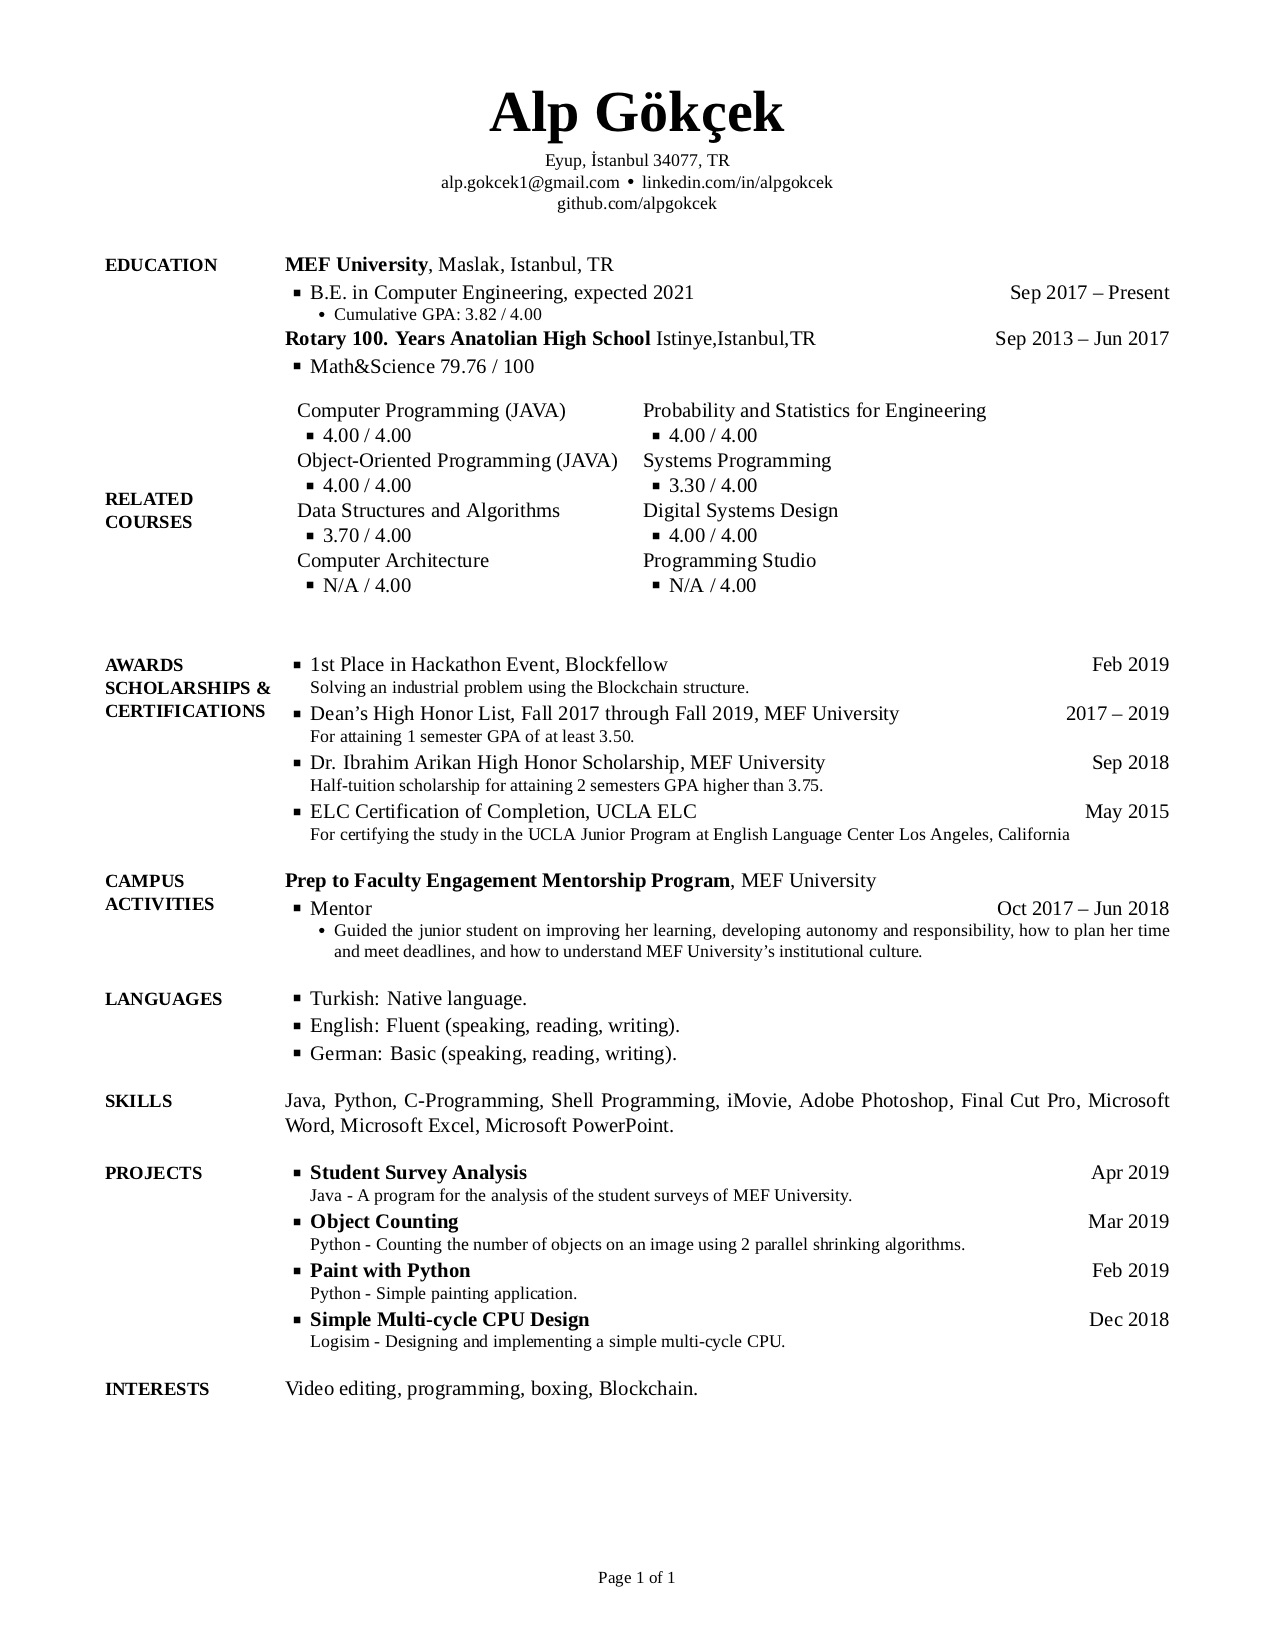 Alp Gökçek
Eyup, İstanbul 34077, TR
alp.gokcek1@gmail.com • linkedin.com/in/alpgokcek
github.com/alpgokcek
EDUCATION
MEF University, Maslak, Istanbul, TR
▪ B.E. in Computer Engineering, expected 2021 Sep 2017 – Present
• Cumulative GPA: 3.82 / 4.00
Rotary 100. Years Anatolian High School Istinye,Istanbul,TR Sep 2013 – Jun 2017
▪ Math&Science 79.76 / 100
RELATED
COURSES
Computer Programming (JAVA)
▪ 4.00 / 4.00
Object-Oriented Programming (JAVA)
▪ 4.00 / 4.00
Data Structures and Algorithms
▪ 3.70 / 4.00
Computer Architecture
▪ N/A / 4.00
Probability and Statistics for Engineering
▪ 4.00 / 4.00
Systems Programming
▪ 3.30 / 4.00
Digital Systems Design
▪ 4.00 / 4.00
Programming Studio
▪ N/A / 4.00
AWARDS
SCHOLARSHIPS &
CERTIFICATIONS
▪ 1st Place in Hackathon Event, Blockfellow Feb 2019
Solving an industrial problem using the Blockchain structure.
▪ Dean’s High Honor List, Fall 2017 through Fall 2019, MEF University 2017 – 2019
For attaining 1 semester GPA of at least 3.50.
▪ Dr. Ibrahim Arikan High Honor Scholarship, MEF University Sep 2018
Half-tuition scholarship for attaining 2 semesters GPA higher than 3.75.
▪ ELC Certification of Completion, UCLA ELC May 2015
For certifying the study in the UCLA Junior Program at English Language Center Los Angeles, California
CAMPUS
ACTIVITIES
Prep to Faculty Engagement Mentorship Program, MEF University
▪ Mentor Oct 2017 – Jun 2018
• Guided the junior student on improving her learning, developing autonomy and responsibility, how to plan her time
and meet deadlines, and how to understand MEF University’s institutional culture.
LANGUAGES
▪ Turkish: Native language.
▪ English: Fluent (speaking, reading, writing).
▪ German: Basic (speaking, reading, writing).
SKILLS
Java, Python, C-Programming, Shell Programming, iMovie, Adobe Photoshop, Final Cut Pro, Microsoft
Word, Microsoft Excel, Microsoft PowerPoint.
PROJECTS
▪ Student Survey Analysis Apr 2019
Java - A program for the analysis of the student surveys of MEF University.
▪ Object Counting Mar 2019
Python - Counting the number of objects on an image using 2 parallel shrinking algorithms.
▪ Paint with Python Feb 2019
Python - Simple painting application.
▪ Simple Multi-cycle CPU Design Dec 2018
Logisim - Designing and implementing a simple multi-cycle CPU.
INTERESTS
Video editing, programming, boxing, Blockchain.
Page 1 of 1